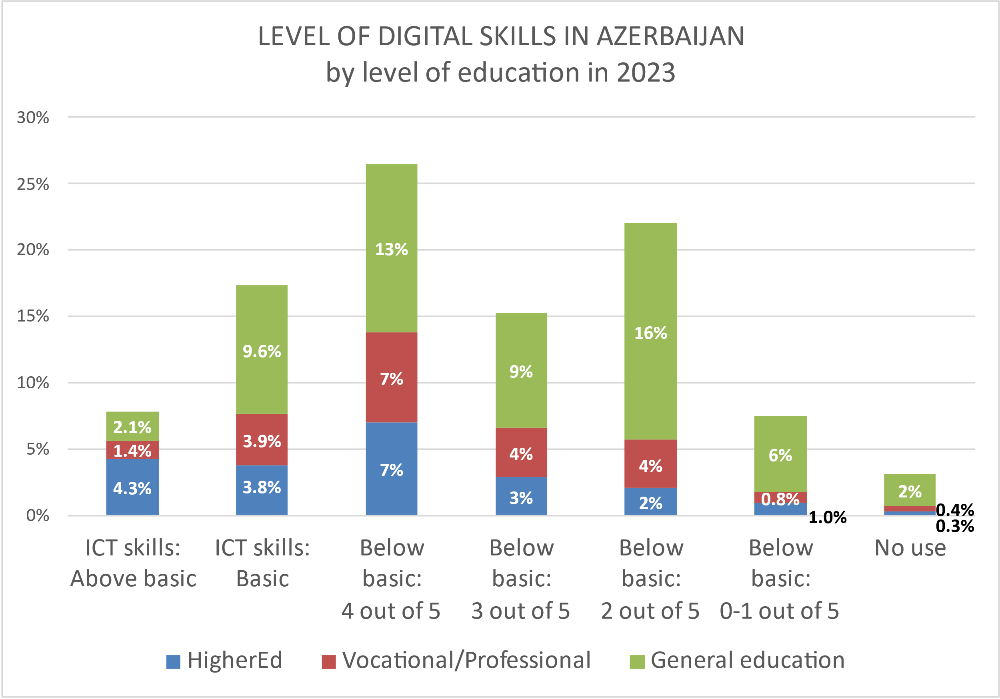 LEVEL OF DIGITAL SKILLS IN AZERBAIJAN
by level of education in 2023
30%
25%
20%
15%
10%
5%
0%
2.1%
1.4%
4.3%
9.6%
3.9%
3.8%
13%
7%
7%
9%
4%
3%
16%
4%
2%
6%
0.8%
1.0%
2%
0.4%
0.3%
ICT skills:
Above basic
ICT skills:
Basic
Below
basic:
4 out of 5
Below
basic:
3 out of 5
Below
basic:
2 out of 5
Below
basic:
0-1 out of 5
No use
HigherEd
Vocational/Professional
General education